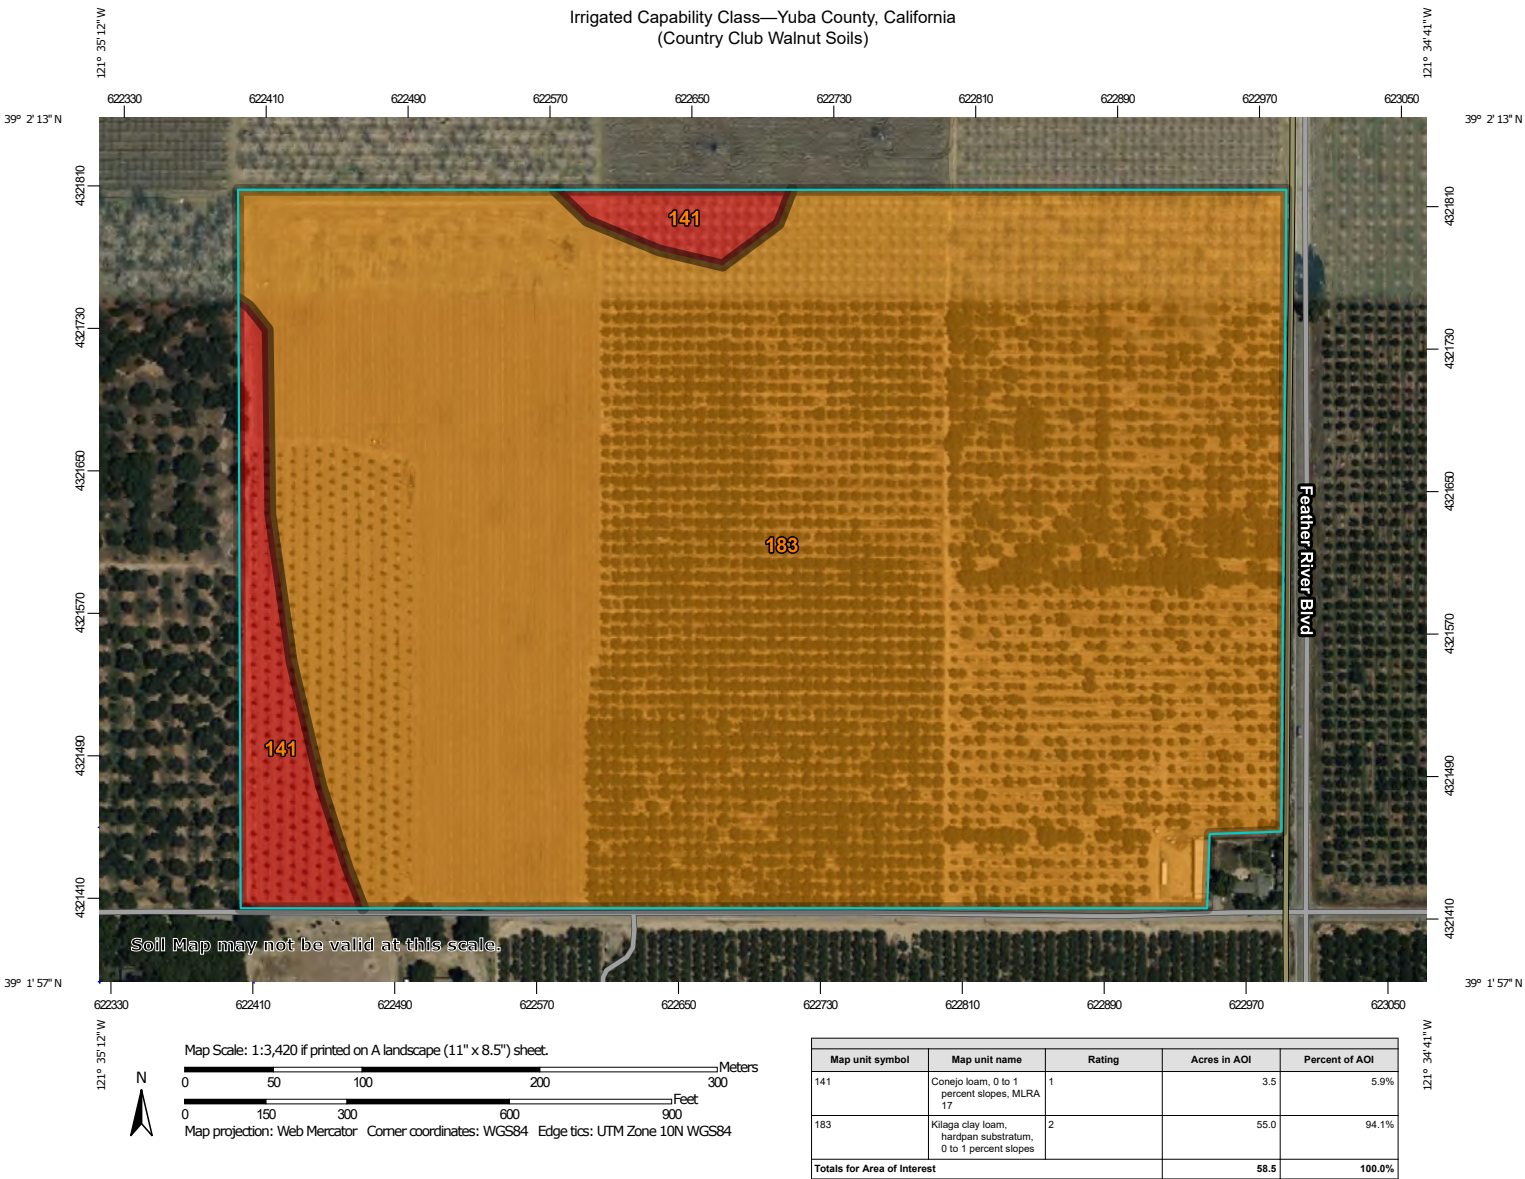 Irrigated Capability Class—Yuba County, California
(Country Club Walnut Soils)
121° 35' 12" W
121° 34' 41" W
622330 622410 622490 622570 622650 622730 622810 622890 622970 623050
39° 2' 13" N
39° 2' 13" N
4321810
4321730
4321650
4321570
4321490
4321410
4321810
4321730
4321650
4321570
4321490
4321410
141
183
141
Feather River Blvd
Soil Map may not be valid at this scale.
39° 1' 57" N
39° 1' 57" N
622330 622410 622490 622570 622650 622730 622810 622890 622970 623050
121° 35' 12" W
121° 34' 41" W
N
Map Scale: 1:3,420 if printed on A landscape (11" x 8.5") sheet.
Meters
0 50 100 200 300
Feet
0 150 300 600 900
Map projection: Web Mercator Corner coordinates: WGS84 Edge tics: UTM Zone 10N WGS84
Map unit symbol Map unit name Rating Acres in AOI Percent of AOI
141 Conejo loam, 0 to 1 1 3.5 5.9%
percent slopes, MLRA
17
183 Kilaga clay loam, 2 55.0 94.1%
hardpan substratum,
0 to 1 percent slopes
Totals for Area of Interest 58.5 100.0%